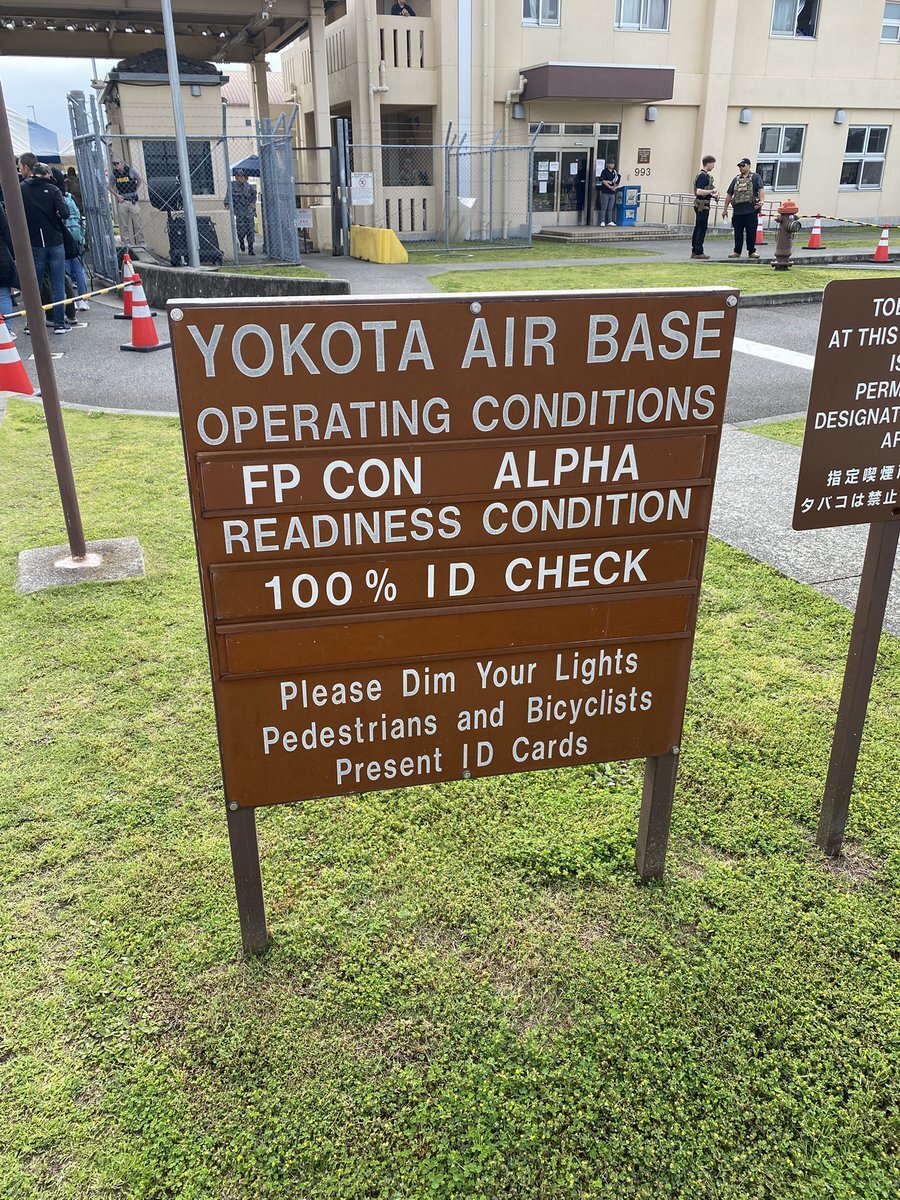 993
YOKOTA AIR BASE
OPERATING CONDITIONS
FP CON ALPHA
READINESS CONDITION
100% ID CHECK
Please Dim Your Lights
Pedestrians and Bicyclists
Present ID Cards
AT THIS
PERM
DESIGNAT
指定喫煙
タバコは禁止